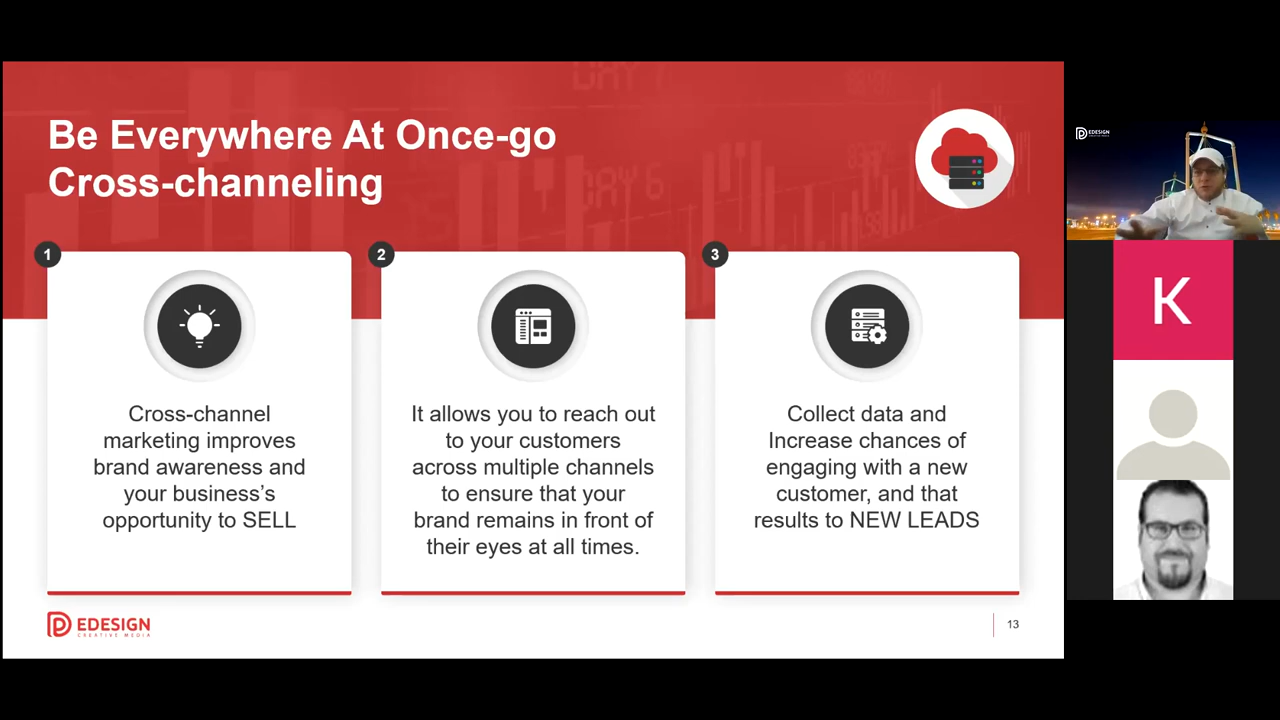 Be Everywhere At Once-go
Cross-channeling
1
Cross-channel
marketing improves
brand awareness and
your business's
opportunity to SELL
2
It allows you to reach out
to your customers
across multiple channels
to ensure that your
brand remains in front of
their eyes at all times.
3
Collect data and
Increase chances of
engaging with a new
customer, and that
results to NEW LEADS
EDESIGN
CREATIVE MEDIA
13
DAY 6
EDESIGN
K